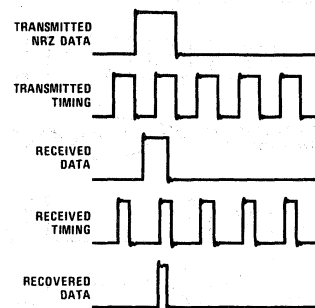 TRANSMITTED
NRZ DATA
TRANSMITTED
TIMING
RECEIVED
DATA
RECEIVED
TIMING
RECOVERED
DATA